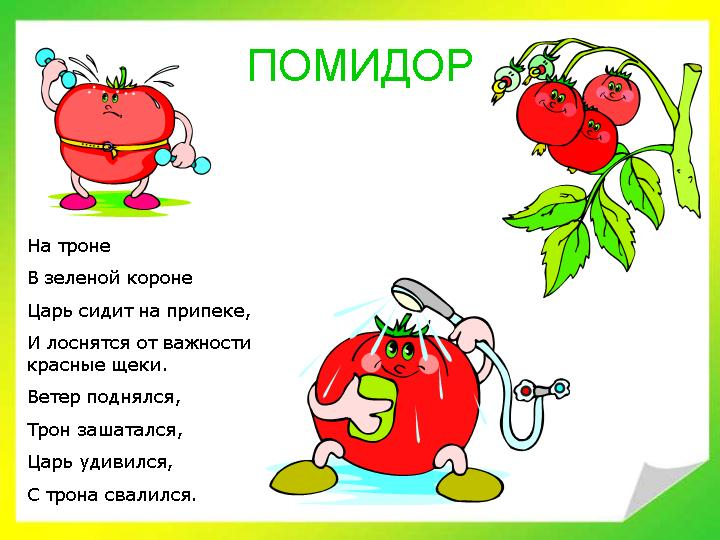 ПОМИДОР
На троне
В зеленой короне
Царь сидит на припеке,
И лоснятся от важности
красные щеки.
Ветер поднялся,
Трон зашатался,
Царь удивился,
С трона свалился.